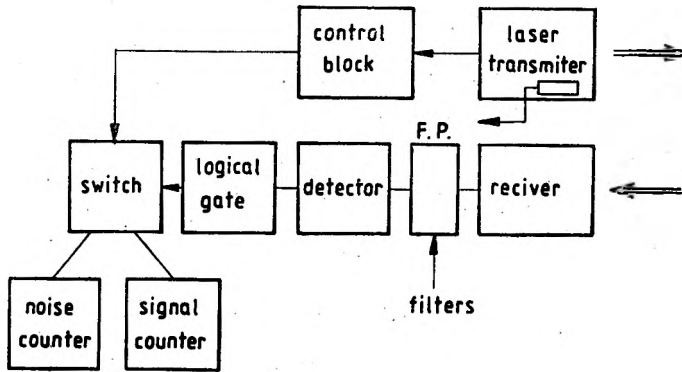 control
block
laser
transmiter
F.P.
switch
logical
gate
detector
reciver
noise
counter
signal
counter
filters